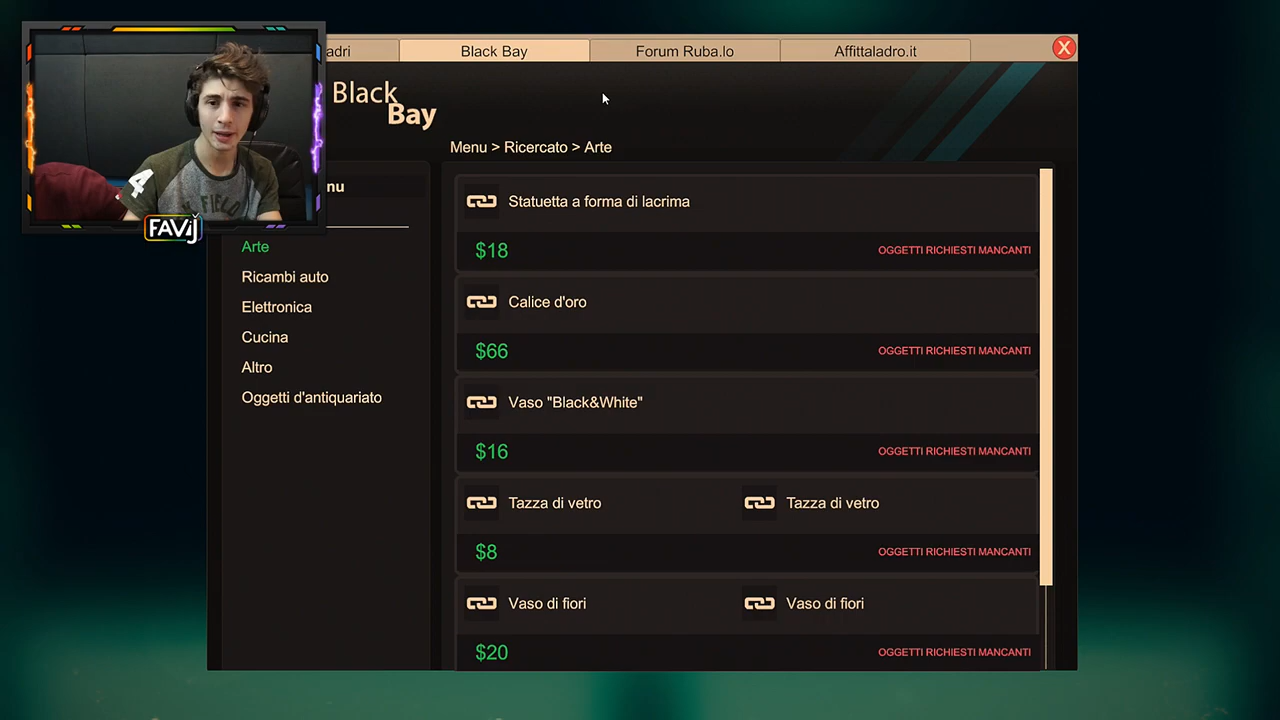 adri
Black Bay
Forum Ruba.lo
Affittaladro.it
X
Black
Bay
Menu > Ricercato > Arte
nu
Arte
Ricambi auto
Elettronica
Cucina
Altro
Oggetti d'antiquariato
Statuetta a forma di lacrima
$18
OGGETTI RICHIESTI MANCANTI
Calice d'oro
$66
OGGETTI RICHIESTI MANCANTI
Vaso "Black&White"
$16
OGGETTI RICHIESTI MANCANTI
Tazza di vetro
Tazza di vetro
$8
OGGETTI RICHIESTI MANCANTI
Vaso di fiori
Vaso di fiori
$20
OGGETTI RICHIESTI MANCANTI
4
FIELD
FAVIJ